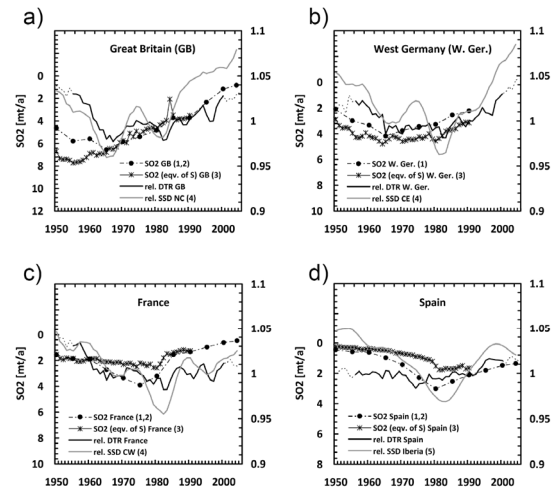 a)
Great Britain (GB)
SO2 [mt/a]
0
2
4
6
8
10
12
1.1
1.05
1
0.95
0.9
SO2 GB (1,2)
SO2 (eqv. of S) GB (3)
rel. DTR GB
rel. SSD NC (4)
1950 1960 1970 1980 1990 2000
b)
West Germany (W. Ger.)
SO2 [mt/a]
0
2
4
6
8
10
12
1.1
1.05
1
0.95
0.9
SO2 W. Ger. (1)
SO2 (eqv. of S) W. Ger. (3)
rel. DTR W. Ger.
rel. SSD CE (4)
1950 1960 1970 1980 1990 2000
c)
France
SO2 [mt/a]
0
2
4
6
8
10
1.1
1.05
1
0.95
0.9
SO2 France (1,2)
SO2 (eqv. of S) France (3)
rel. DTR France
rel. SSD CW (4)
1950 1960 1970 1980 1990 2000
d)
Spain
SO2 [mt/a]
0
2
4
6
8
1.1
1.05
1
0.95
0.9
SO2 Spain (1,2)
SO2 (eqv. of S) Spain (3)
rel. DTR Spain
rel. SSD Iberia (5)
1950 1960 1970 1980 1990 2000